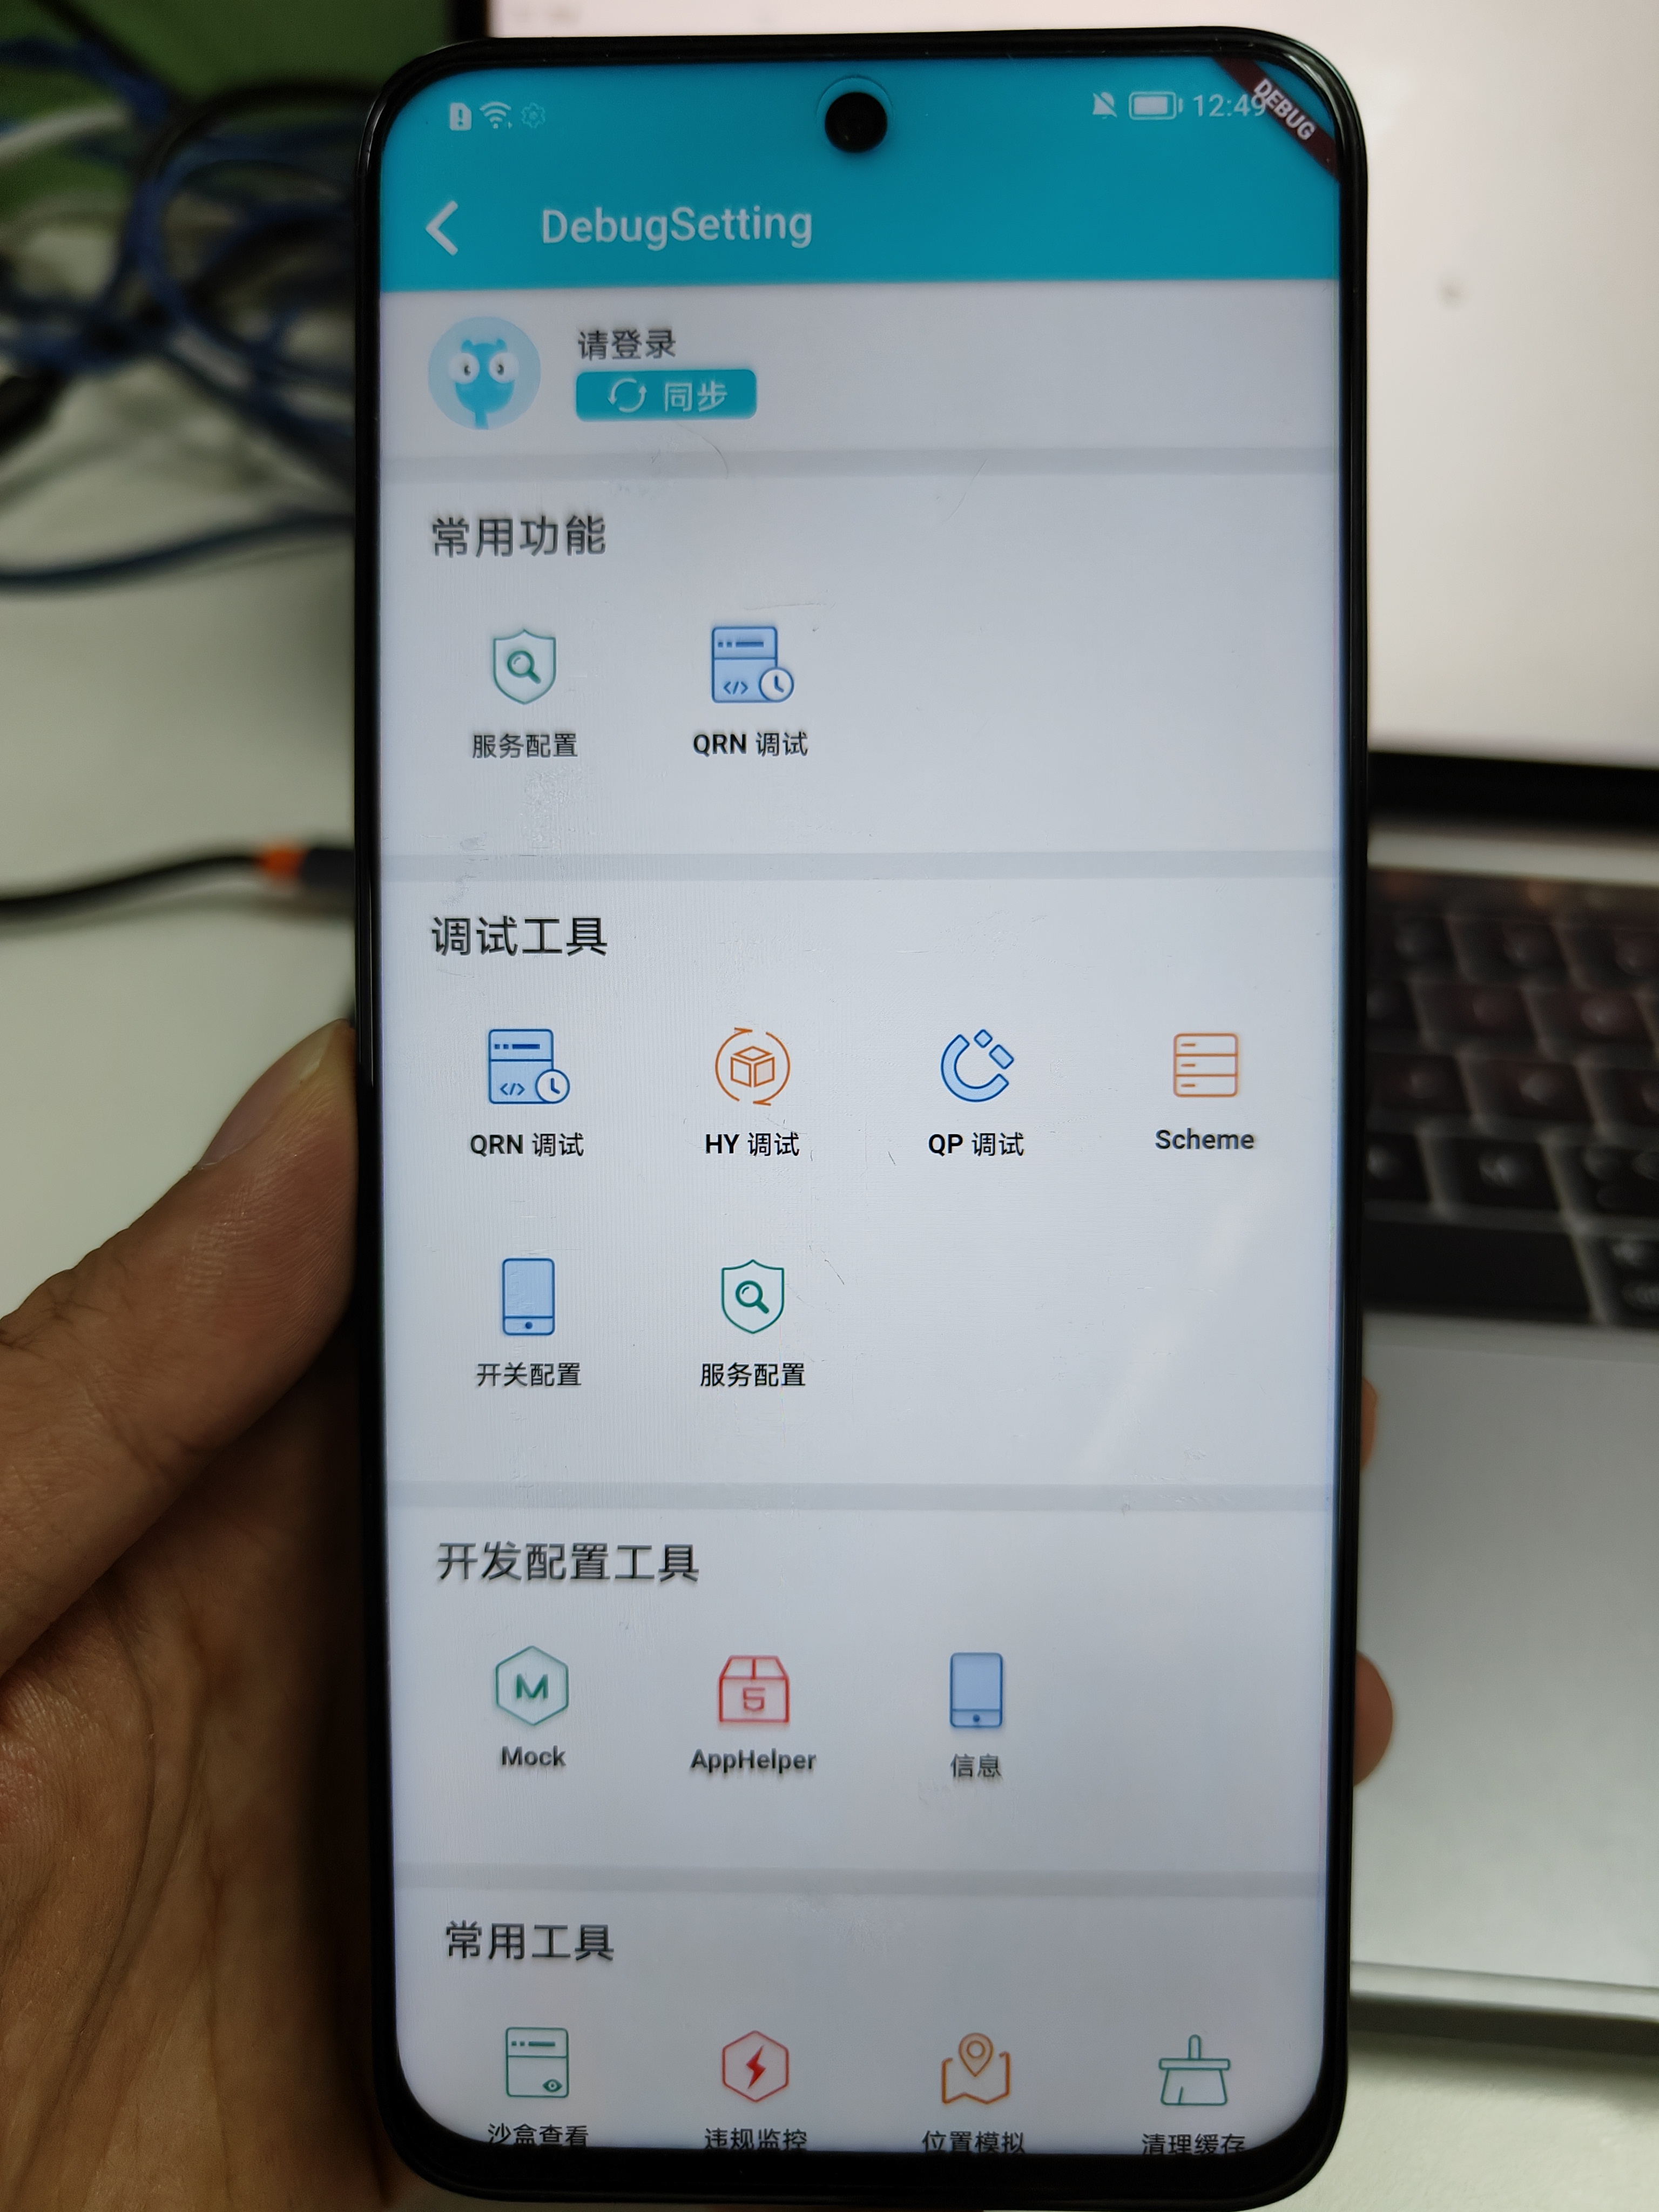 12:49
DEBUG
DebugSetting
请登录
同步
常用功能
服务配置
QRN 调试
调试工具
QRN 调试
HY 调试
QP 调试
Scheme
开关配置
服务配置
开发配置工具
M
Mock
5
AppHelper
信息
常用工具
沙盒查看
违规监控
位置模拟
清理缓存